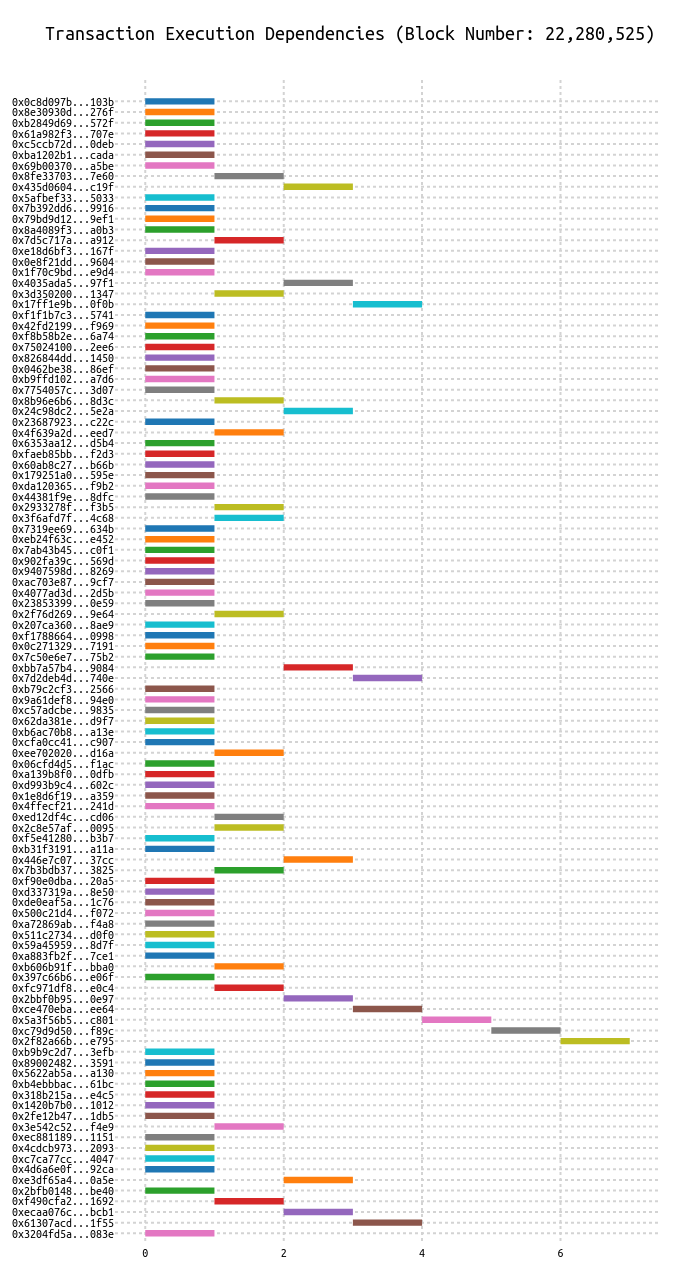 Transaction Execution Dependencies (Block Number: 22,280,525)
0x0c8d097b...103b
0x8e30930d...276f
0xb2849d69...572f
0x61a982f3...707e
0xc5ccb72d...0deb
0xba1202b1...cada
0x69b00370...a5be
0x8fe33703...7e60
0x435d0604...c19f
0x5afbef33...5033
0x7b392dd6...9916
0x79bd9d12...9ef1
0x8a4089f3...a0b3
0x7d5c717a...a912
0xe18d6bf3...167f
0x0e8f21dd...9604
0x1f70c9bd...e9d4
0x4035ada5...97f1
0x3d350200...1347
0x17ff1e9b...0f0b
0xf1f1b7c3...5741
0x42fd2199...f969
0xf8b58b2e...6a74
0x75024100...2ee6
0x826844dd...1450
0x0462be38...86ef
0xb9ffd102...a7d6
0x7754057c...3d07
0x8b96e6b6...8d3c
0x24c98dc2...5e2a
0x23687923...c22c
0x4f639a2d...eed7
0x6353aa12...d5b4
0xfaeb85bb...f2d3
0x60ab8c27...b66b
0x179251a0...595e
0xda120365...f9b2
0x44381f9e...8dfc
0x2933278f...f3b5
0x3f6afd7f...4c68
0x7319ee69...634b
0xeb24f63c...e452
0x7ab43b45...c0f1
0x902fa39c...569d
0x9407598d...8269
0xac703e87...9cf7
0x4077ad3d...2d5b
0x23853399...0e59
0x2f76d269...9e64
0x207ca360...8ae9
0xf1788664...0998
0x0c271329...7191
0x7c50e6e7...75b2
0xbb7a57b4...9084
0x7d2deb4d...740e
0xb79c2cf3...2566
0x9a61def8...94e0
0xc57adcbe...9835
0x62da381e...d9f7
0xb6ac70b8...a13e
0xcfa0cc41...c907
0xee702020...d16a
0x06cfd4d5...f1ac
0xa139b8f0...0dfb
0xd993b9c4...602c
0x1e8d6f19...a359
0x4ffecf21...241d
0xed12df4c...cd06
0x2c8e57af...0095
0xf5e41280...b3b7
0xb31f3191...a11a
0x446e7c07...37cc
0x7b3bdb37...3825
0xf90e0dba...20a5
0xd337319a...8e50
0xde0eaf5a...1c76
0x500c21d4...f072
0xa72869ab...f4a8
0x511c2734...d0f0
0x59a45959...8d7f
0xa883fb2f...7ce1
0xb606b91f...bba0
0x397c66b6...e06f
0xfc971df8...e0c4
0x2bbf0b95...0e97
0xce470eba...ee64
0x5a3f56b5...c801
0xc79d9d50...f89c
0x2f82a66b...e795
0xb9b9c2d7...3efb
0x89002482...3591
0x5622ab5a...a130
0xb4ebbbac...61bc
0x318b215a...e4c5
0x1420b7b0...1012
0x2fe12b47...1db5
0x3e542c52...f4e9
0xec881189...1151
0x4cdcb973...2093
0xc7ca77cc...4047
0x4d6a6e0f...92ca
0xe3df65a4...0a5e
0x2bfb0148...be40
0xf490cfa2...1692
0xecaa076c...bcb1
0x61307acd...1f55
0x3204fd5a...083e
0 2 4 6